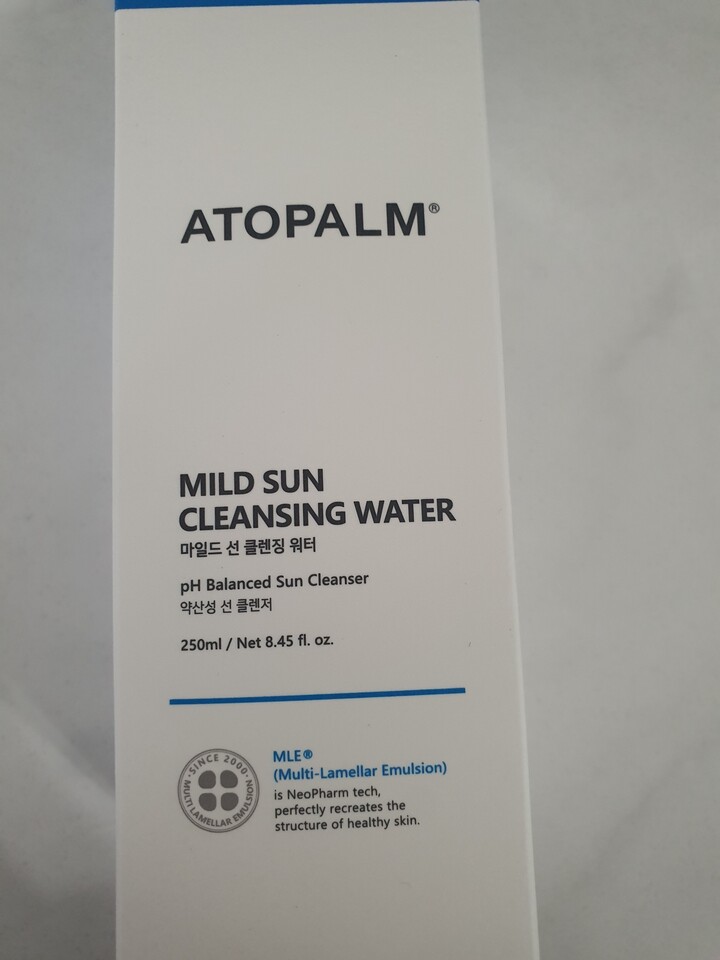 ATOPALM®
MILD SUN
CLEANSING WATER
마일드 선 클렌징 워터
pH Balanced Sun Cleanser
약산성 선 클렌저
250ml / Net 8.45 fl. oz.
·SINCE 2000·
MULTI LAMELLAR EMULSION
MLE®
(Multi-Lamellar Emulsion)
is NeoPharm tech,
perfectly recreates the
structure of healthy skin.